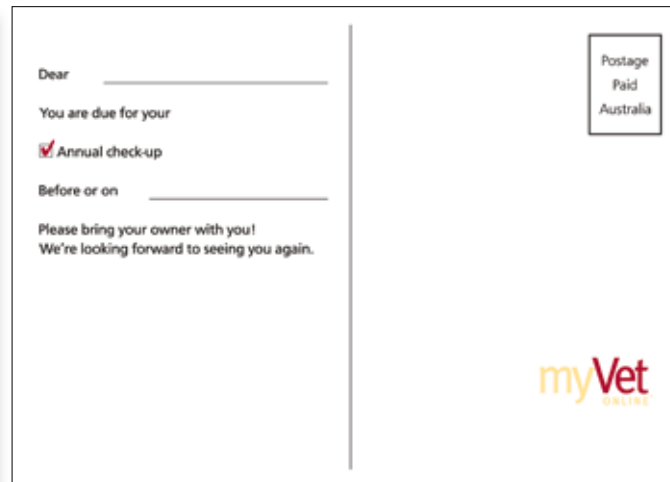 Dear
You are due for your
Annual check-up
Before or on
Please bring your owner with you!
We're looking forward to seeing you again.
Postage
Paid
Australia
myVet
ONLINE